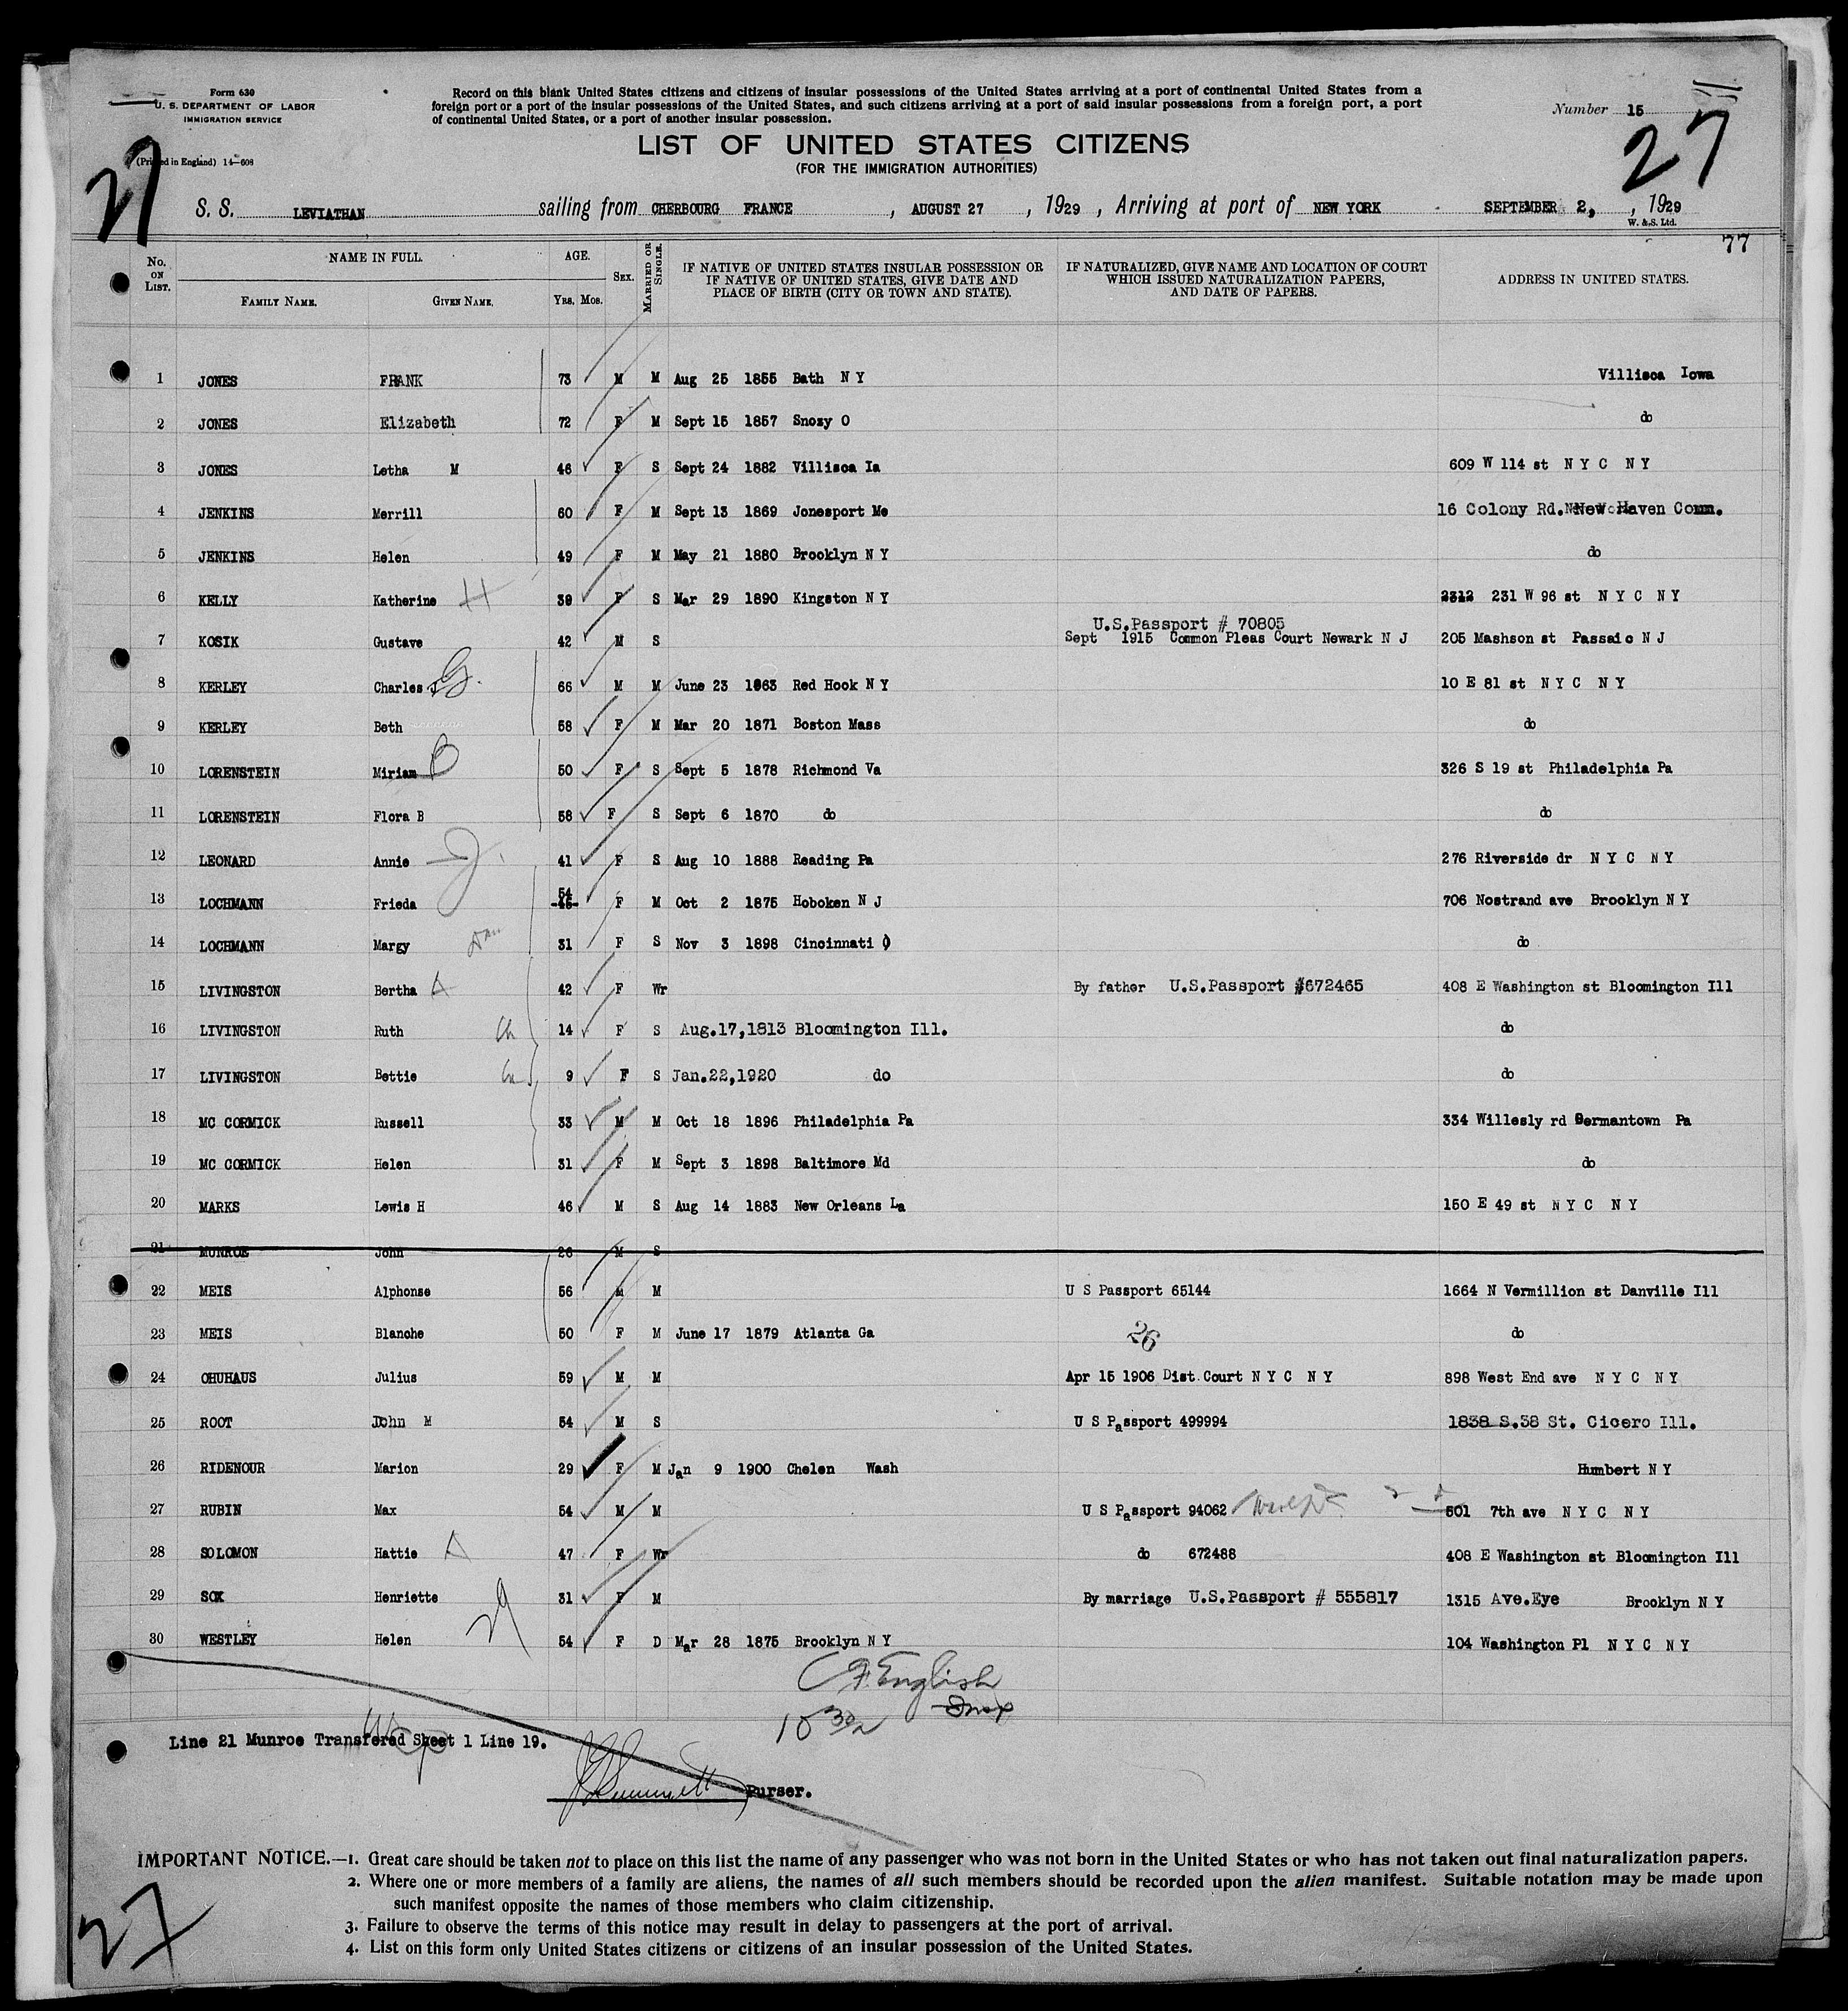 Form 630
U. S. DEPARTMENT OF LABOR
IMMIGRATION SERVICE
(Printed in England) 14—608
Record on this blank United States citizens and citizens of insular possessions of the United States arriving at a port of continental United States from a
foreign port or a port of the insular possessions of the United States, and such citizens arriving at a port of said insular possessions from a foreign port, a port
of continental United States, or a port of another insular possession.
Number 15
27
27
LIST OF UNITED STATES CITIZENS
(FOR THE IMMIGRATION AUTHORITIES)
S. S. LEVIATHAN sailing from CHERBOURG FRANCE, AUGUST 27, 1929, Arriving at port of NEW YORK SEPTEMBER 2, , 1929
W. & S. Ltd.
77
No. ON LIST. NAME IN FULL. AGE. SEX. MARRIED OR SINGLE. IF NATIVE OF UNITED STATES INSULAR POSSESSION OR IF NATIVE OF UNITED STATES, GIVE DATE AND PLACE OF BIRTH (CITY OR TOWN AND STATE). IF NATURALIZED, GIVE NAME AND LOCATION OF COURT WHICH ISSUED NATURALIZATION PAPERS, AND DATE OF PAPERS. ADDRESS IN UNITED STATES.
FAMILY NAME. GIVEN NAME. YRS. MOS.
1 JONES FRANK 73 M M Aug 25 1855 Bath N Y Villisca Iowa
2 JONES Elizabeth 72 F M Sept 15 1857 Snozy O do
3 JONES Letha M 46 F S Sept 24 1882 Villisca Ia 609 W 114 st N Y C N Y
4 JENKINS Merrill 60 F M Sept 13 1869 Jonesport Me 16 Colony Rd. New Haven Conn.
5 JENKINS Helen 49 F M May 21 1880 Brooklyn N Y do
6 KELLY Katherine H 39 F S Mar 29 1890 Kingston N Y 2312 231 W 96 st N Y C N Y
U.S.Passport # 70805
7 KOSIK Gustave 42 M S Sept 1915 Common Pleas Court Newark N J 205 Mashson st Passaic N J
8 KERLEY Charles G. 66 M M June 23 1863 Red Hook N Y 10 E 81 st N Y C N Y
9 KERLEY Beth 58 F M Mar 20 1871 Boston Mass do
10 LORENSTEIN Miriam B 50 F S Sept 5 1878 Richmond Va 326 S 19 st Philadelphia Pa
11 LORENSTEIN Flora B 58 F S Sept 6 1870 do do
12 LEONARD Annie J. 41 F S Aug 10 1888 Reading Pa 276 Riverside dr N Y C N Y
13 LOCHMANN Frieda 54 45 F M Oct 2 1875 Hoboken N J 706 Nostrand ave Brooklyn N Y
14 LOCHMANN Margy 31 F S Nov 3 1898 Cincinnati O do
15 LIVINGSTON Bertha 42 F Wr By father U.S.Passport #672465 408 E Washington st Bloomington Ill
16 LIVINGSTON Ruth Ch 14 F S Aug.17,1813 Bloomington Ill. do
17 LIVINGSTON Bettie 9 F S Jan.22,1920 do do
18 MC CORMICK Russell 33 M M Oct 18 1896 Philadelphia Pa 334 Willesly rd Germantown Pa
19 MC CORMICK Helen 31 F M Sept 3 1898 Baltimore Md do
20 MARKS Lewis H 46 M S Aug 14 1883 New Orleans La 150 E 49 st N Y C N Y
21 MUNROE John 26 M S
22 MEIS Alphonse 56 M M U S Passport 65144 1664 N Vermillion st Danville Ill
23 MEIS Blanche 50 F M June 17 1879 Atlanta Ga 26 do
24 OHUHAUS Julius 59 M M Apr 15 1906 Dist Court N Y C N Y 898 West End ave N Y C N Y
25 ROOT John M 54 M S U S Passport 499994 1838 S.38 St. Cicero Ill.
26 RIDENOUR Marion 29 F M Jan 9 1900 Chelen Wash Humbert N Y
27 RUBIN Max 54 M M U S Passport 94062 501 7th ave N Y C N Y
28 SOLOMON Hattie 47 F Wr do 672488 408 E Washington st Bloomington Ill
29 SOX Henriette 31 F M By marriage U.S.Passport # 555817 1315 Ave.Eye Brooklyn N Y
30 WESTLEY Helen 54 F D Mar 28 1875 Brooklyn N Y 104 Washington Pl N Y C N Y
29
English
Insp
Line 21 Munroe Transfered Sheet 1 Line 19.
Purser.
IMPORTANT NOTICE.—1. Great care should be taken not to place on this list the name of any passenger who was not born in the United States or who has not taken out final naturalization papers.
2. Where one or more members of a family are aliens, the names of all such members should be recorded upon the alien manifest. Suitable notation may be made upon
such manifest opposite the names of those members who claim citizenship.
3. Failure to observe the terms of this notice may result in delay to passengers at the port of arrival.
4. List on this form only United States citizens or citizens of an insular possession of the United States.
27